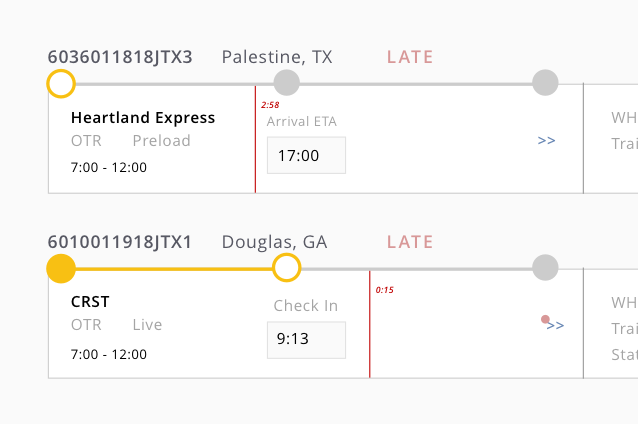 6036011818JTX3 Palestine, TX LATE
2:58
Heartland Express Arrival ETA WH
OTR Preload >> Trai
17:00
7:00 - 12:00
6010011918JTX1 Douglas, GA LATE
0:15
CRST Check In WH
OTR Live >> Trai
9:13
7:00 - 12:00 Stat